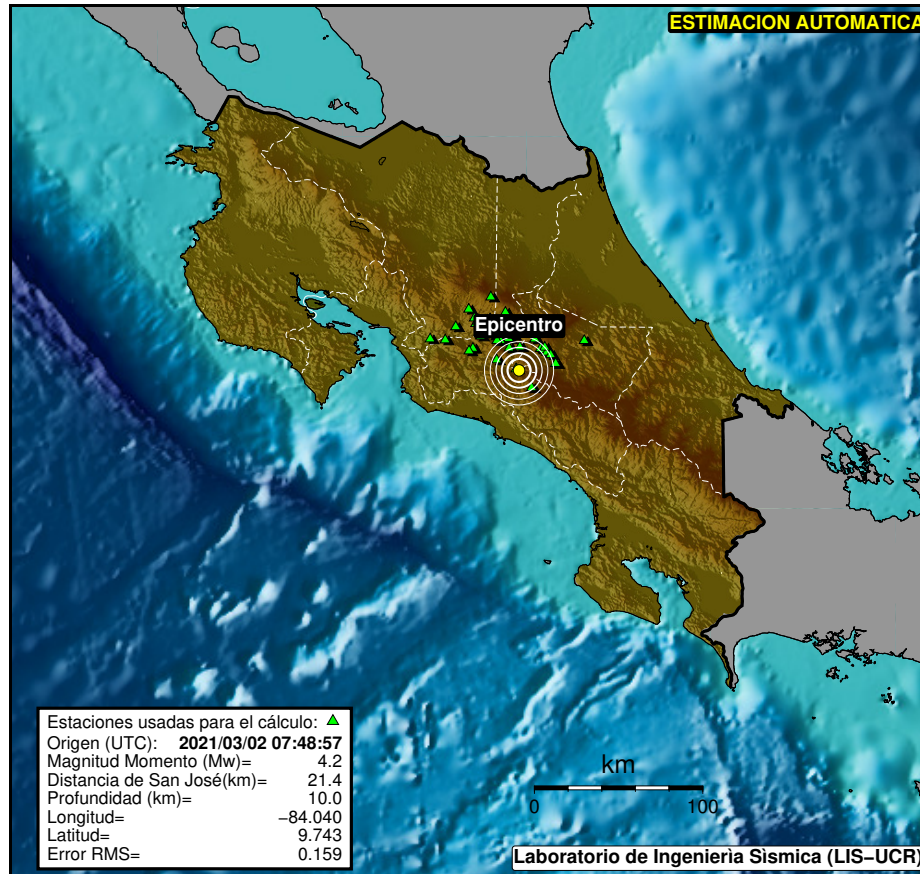 ESTIMACION AUTOMATICA
Epicentro
Estaciones usadas para el cálculo:
Origen (UTC): 2021/03/02 07:48:57
Magnitud Momento (Mw)= 4.2
Distancia de San José(km)= 21.4
Profundidad (km)= 10.0
Longitud= −84.040
Latitud= 9.743
Error RMS= 0.159
km
0 100
Laboratorio de Ingenierìa Sìsmica (LIS−UCR)